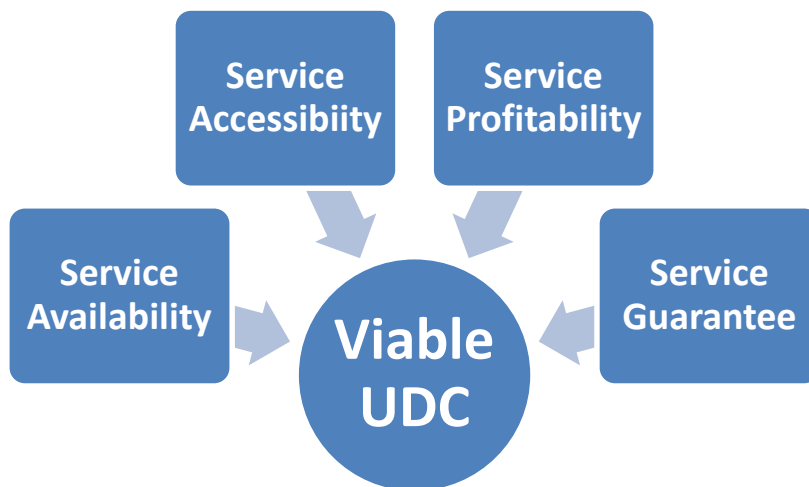 Service
Accessibiity
Service
Profitability
Service
Availability
Service
Guarantee
Viable
UDC